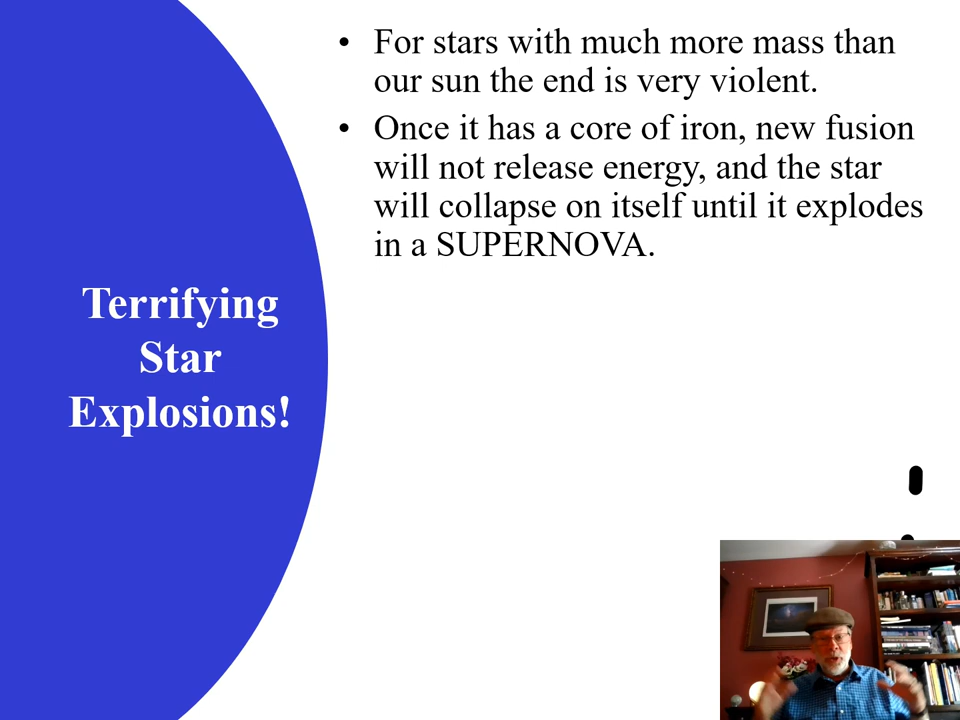 Terrifying
Star
Explosions!
• For stars with much more mass than
our sun the end is very violent.
• Once it has a core of iron, new fusion
will not release energy, and the star
will collapse on itself until it explodes
in a SUPERNOVA.